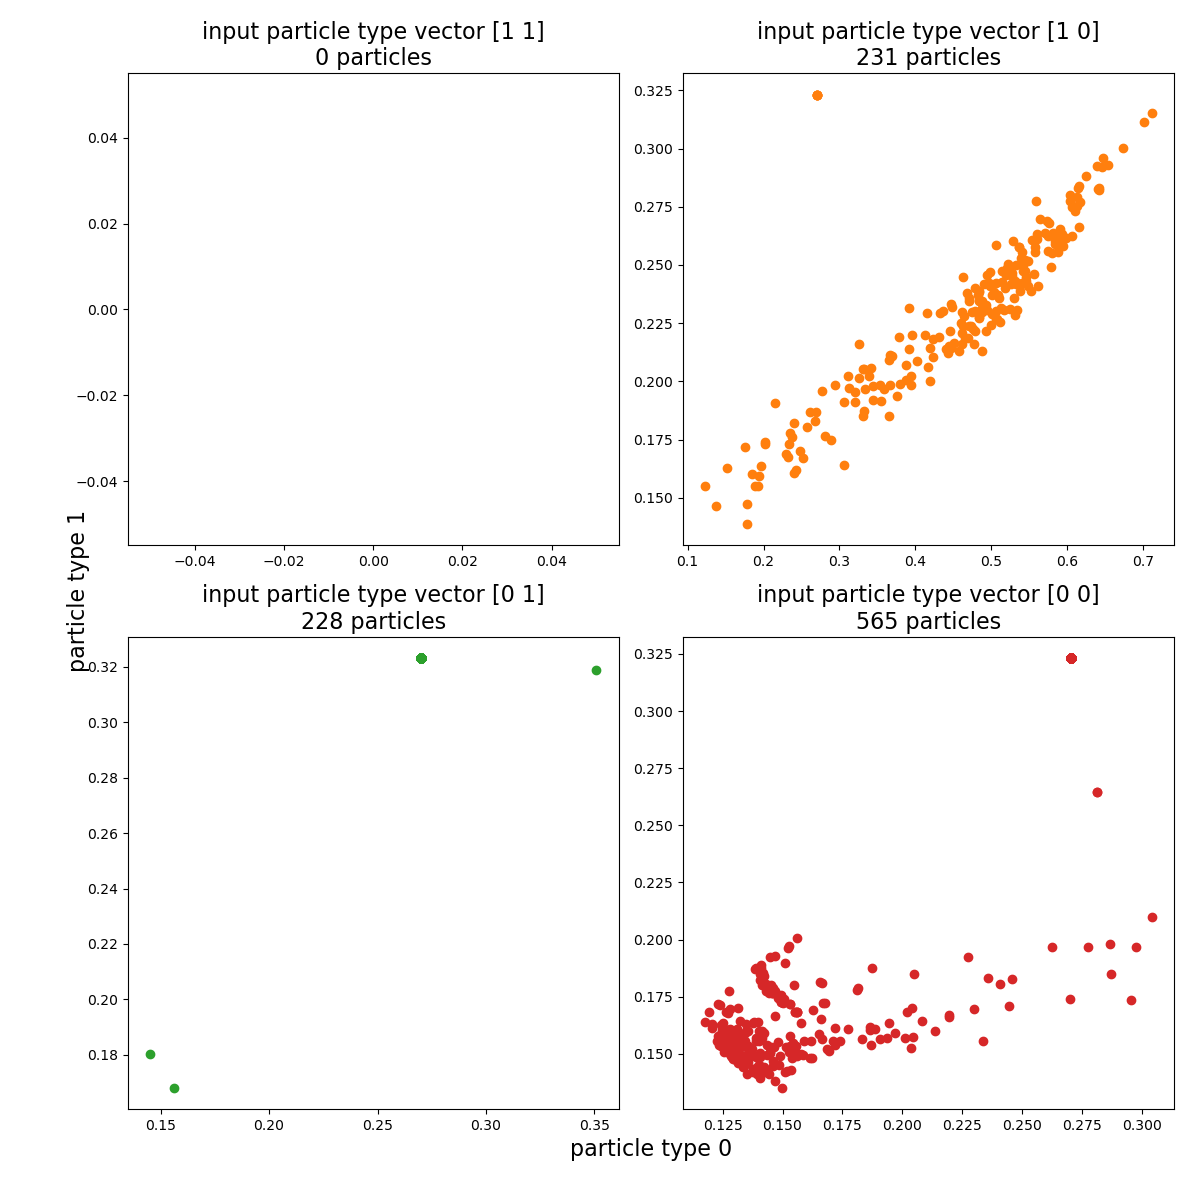 input particle type vector [1 1]
0 particles
0.04
0.02
0.00
−0.02
−0.04
−0.04 −0.02 0.00 0.02 0.04
input particle type vector [1 0]
231 particles
0.325
0.300
0.275
0.250
0.225
0.200
0.175
0.150
0.1 0.2 0.3 0.4 0.5 0.6 0.7
particle type 1
input particle type vector [0 1]
228 particles
0.32
0.30
0.28
0.26
0.24
0.22
0.20
0.18
0.15 0.20 0.25 0.30 0.35
input particle type vector [0 0]
565 particles
0.325
0.300
0.275
0.250
0.225
0.200
0.175
0.150
0.125 0.150 0.175 0.200 0.225 0.250 0.275 0.300
particle type 0